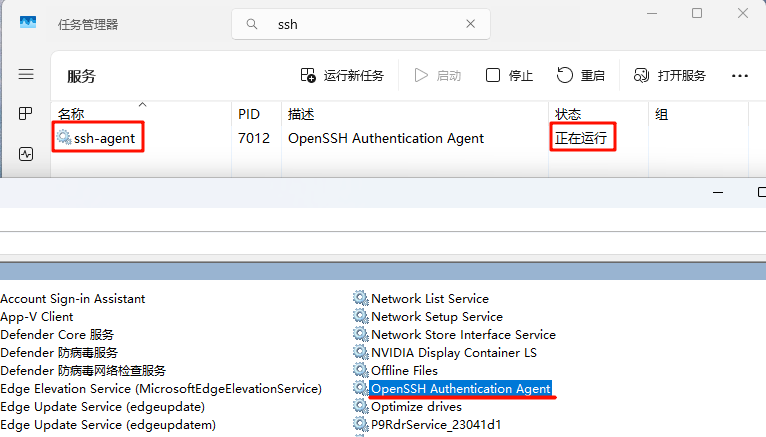 任务管理器
ssh
服务
运行新任务 启动 停止 重启 打开服务
名称 PID 描述 状态 组
ssh-agent 7012 OpenSSH Authentication Agent 正在运行
Account Sign-in Assistant
App-V Client
Defender Core 服务
Defender 防病毒服务
Defender 防病毒网络检查服务
Edge Elevation Service (MicrosoftEdgeElevationService)
Edge Update Service (edgeupdate)
Edge Update Service (edgeupdatem)
Network List Service
Network Setup Service
Network Store Interface Service
NVIDIA Display Container LS
Offline Files
OpenSSH Authentication Agent
Optimize drives
P9RdrService_23041d1